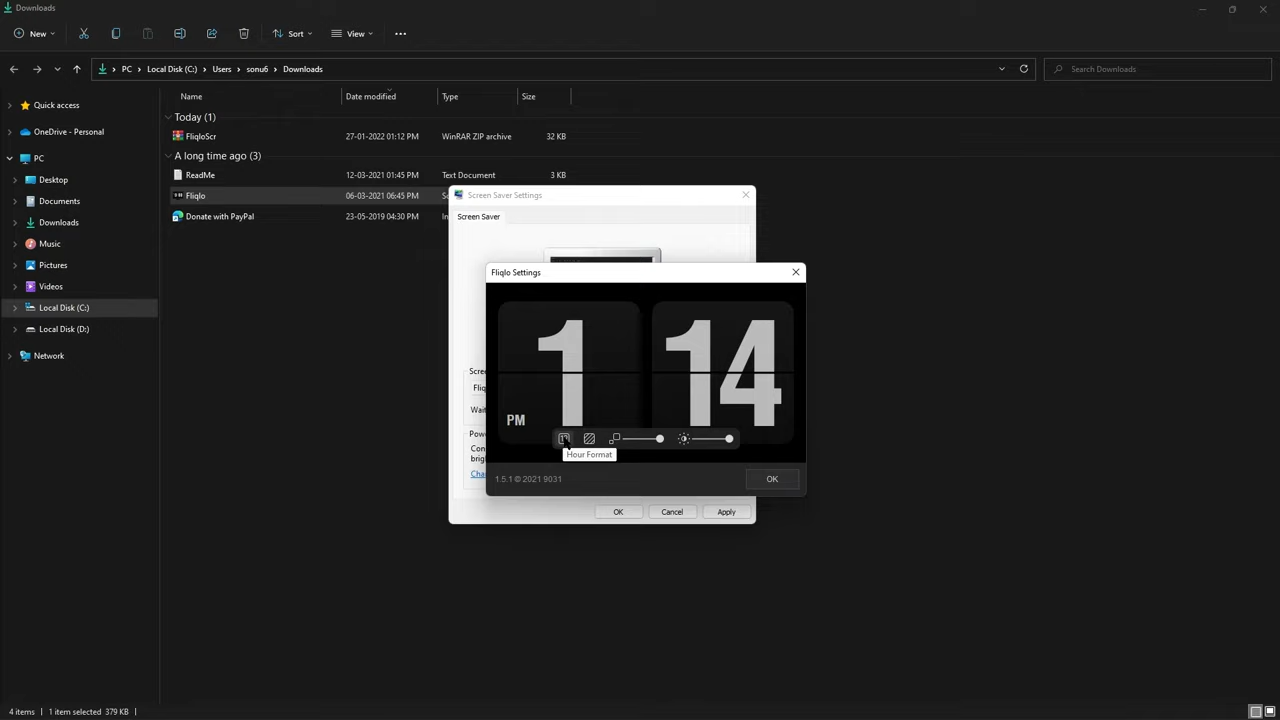 Downloads
New
Sort
View
PC > Local Disk (C:) > Users > sonu6 > Downloads
Search Downloads
Quick access
OneDrive - Personal
PC
Desktop
Documents
Downloads
Music
Pictures
Videos
Local Disk (C:)
Local Disk (D:)
Network
Name Date modified Type Size
Today (1)
FliqloScr 27-01-2022 01:12 PM WinRAR ZIP archive 32 KB
A long time ago (3)
ReadMe 12-03-2021 01:45 PM Text Document 3 KB
Fliqlo 06-03-2021 06:45 PM
Donate with PayPal 23-05-2019 04:30 PM
Screen Saver Settings
Screen Saver
Fliqlo Settings
1 14
PM
Hour Format
1.5.1 © 2021 9031
OK
OK Cancel Apply
4 items 1 item selected 379 KB